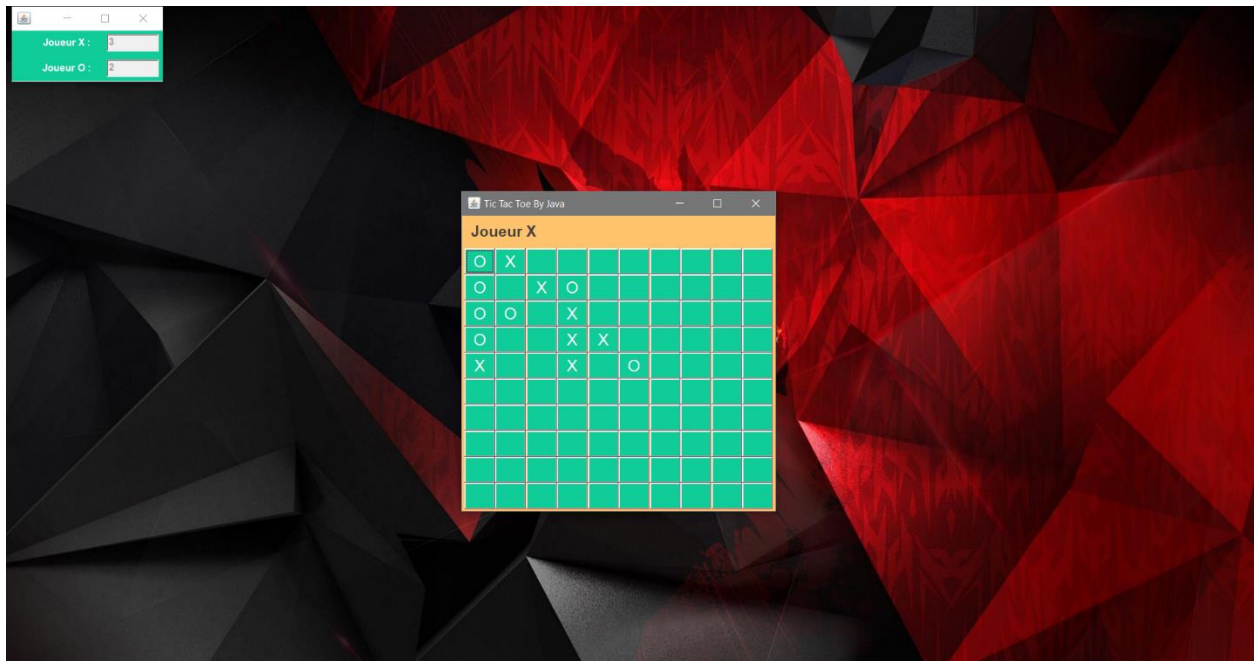 Joueur X : 3
Joueur O : 2
Tic Tac Toe By Java
Joueur X
O X
O X O
O O X
O X X
X X O